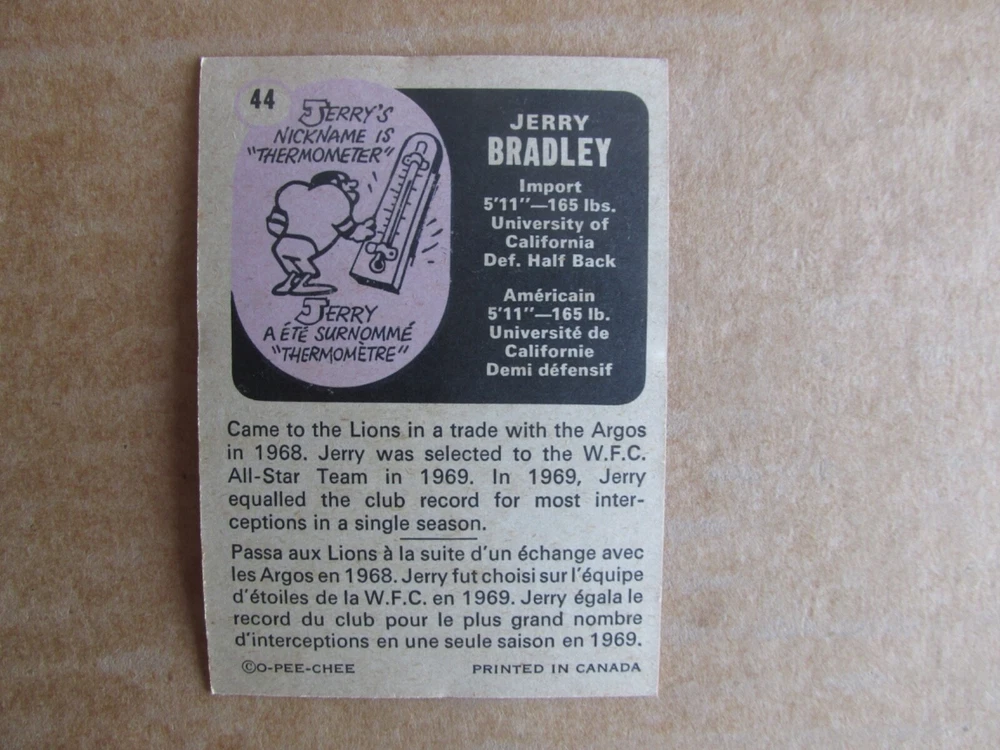 44
JERRY'S
NICKNAME IS
"THERMOMETER"
JERRY
A ÉTÉ SURNOMMÉ
"THERMOMÈTRE"
JERRY
BRADLEY
Import
5'11"—165 lbs.
University of
California
Def. Half Back
Américain
5'11"—165 lb.
Université de
Californie
Demi défensif
Came to the Lions in a trade with the Argos
in 1968. Jerry was selected to the W.F.C.
All-Star Team in 1969. In 1969, Jerry
equalled the club record for most inter-
ceptions in a single season.
Passa aux Lions à la suite d'un échange avec
les Argos en 1968. Jerry fut choisi sur l'équipe
d'étoiles de la W.F.C. en 1969. Jerry égala le
record du club pour le plus grand nombre
d'interceptions en une seule saison en 1969.
©O-PEE-CHEE PRINTED IN CANADA